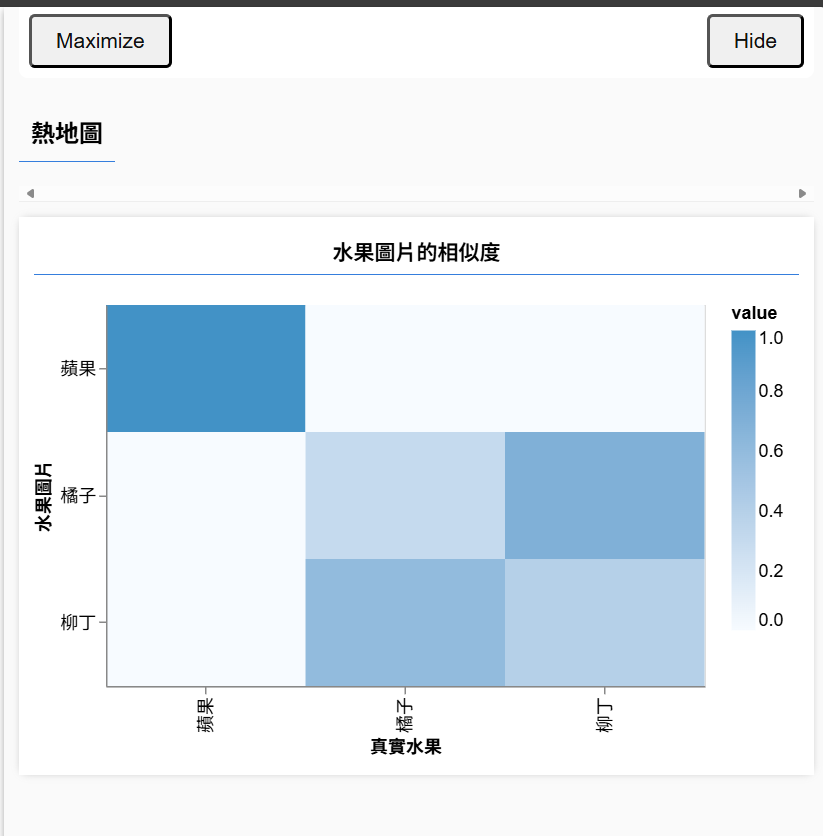 Maximize
Hide
熱地圖
水果圖片的相似度
value
1.0
0.8
0.6
0.4
0.2
0.0
水果圖片
蘋果
橘子
柳丁
蘋果
橘子
柳丁
真實水果